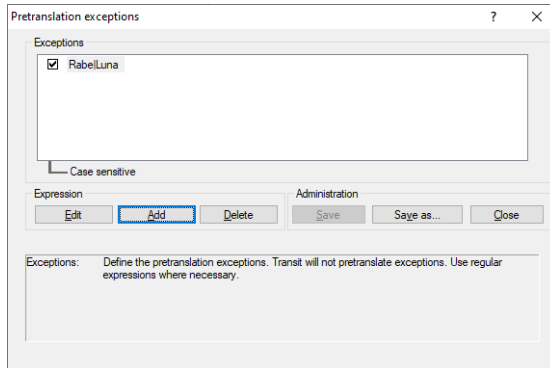 Pretranslation exceptions
Exceptions
Rabe|Luna
Case sensitive
Expression
Administration
Edit
Add
Delete
Save
Save as...
Close
Exceptions: Define the pretranslation exceptions. Transit will not pretranslate exceptions. Use regular
expressions where necessary.